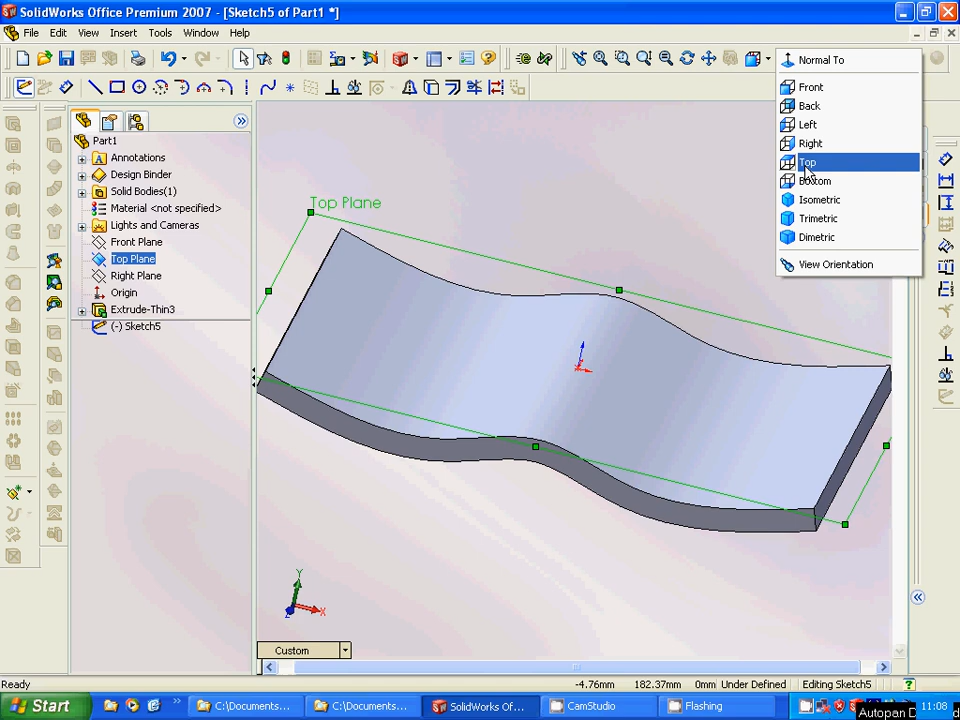 SolidWorks Office Premium 2007 - [Sketch5 of Part1 *]
File Edit View Insert Tools Window Help
Normal To
Front
Back
Left
Right
Top
Bottom
Isometric
Trimetric
Dimetric
View Orientation
Part1
Annotations
Design Binder
Solid Bodies(1)
Material <not specified>
Lights and Cameras
Front Plane
Top Plane
Right Plane
Origin
Extrude-Thin3
(-) Sketch5
Top Plane
Y
X
Z
Custom
Ready
-4.76mm 182.37mm 0mm Under Defined Editing Sketch5
Start
C:\Documents...
C:\Documents...
SolidWorks Of...
CamStudio
Flashing
11:08
Autopan